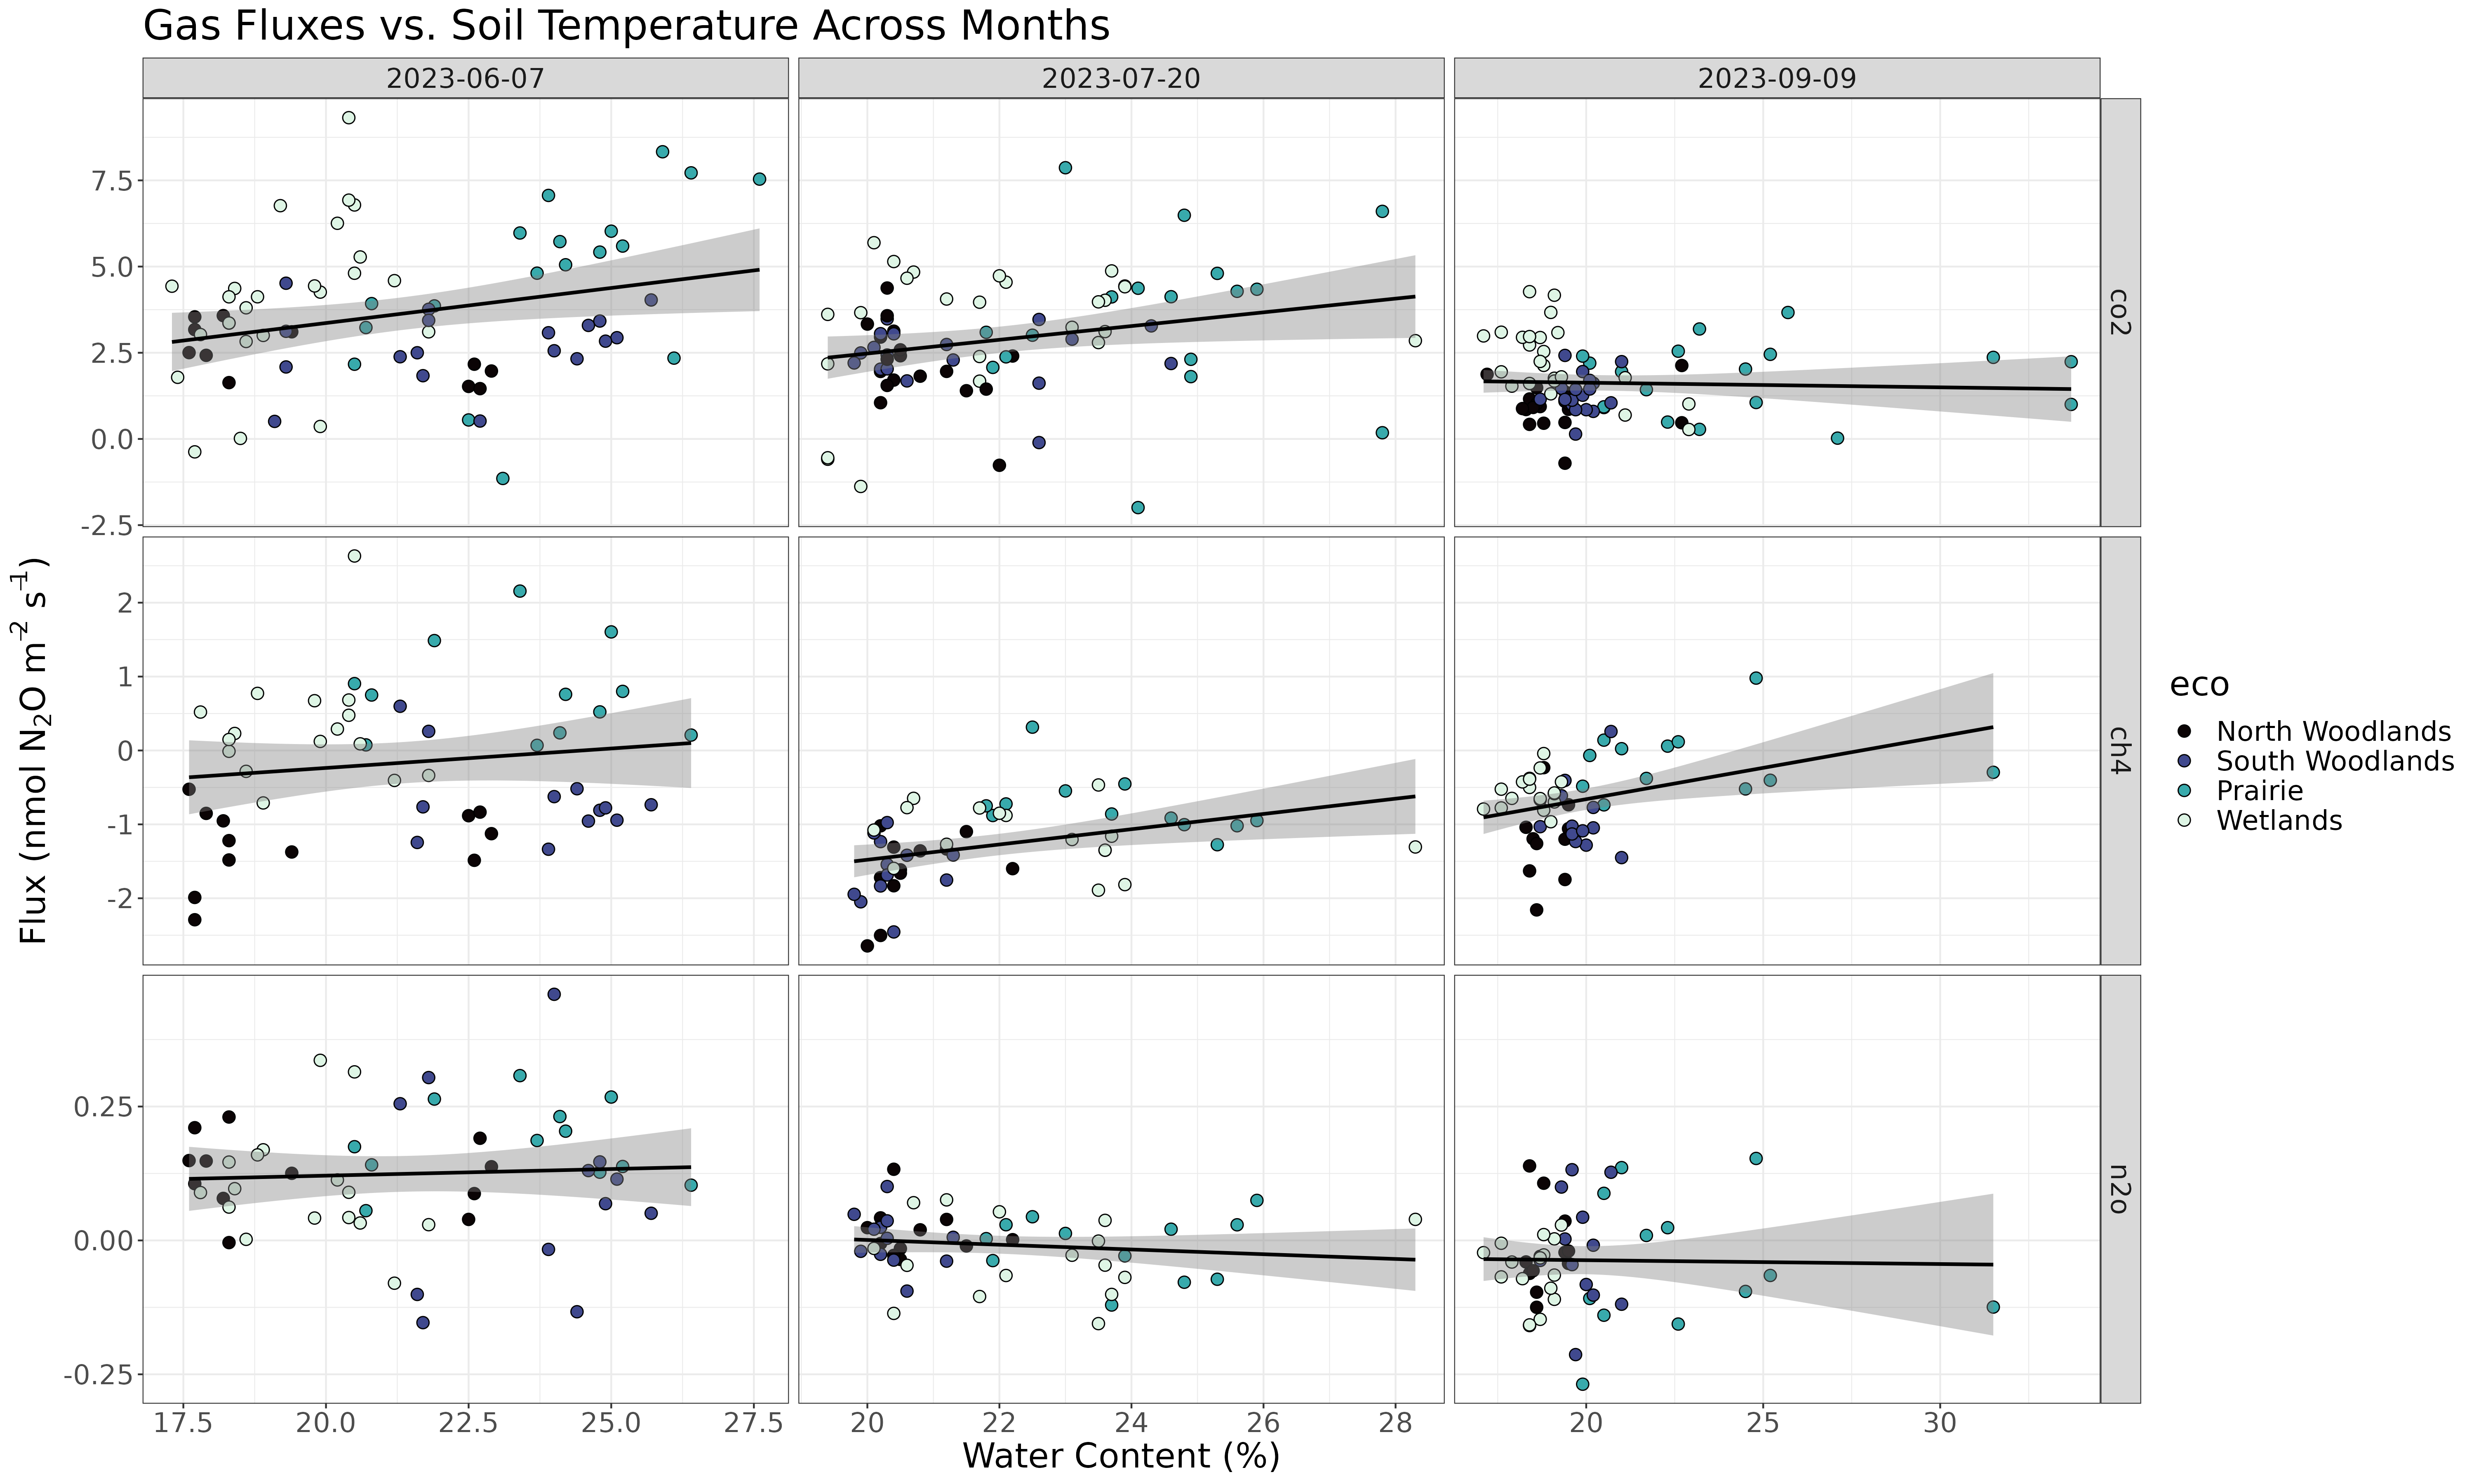 Gas Fluxes vs. Soil Temperature Across Months
2023-06-07
2023-07-20
2023-09-09
7.5
5.0
2.5
0.0
-2.5
co2
2
1
0
-1
-2
ch4
0.25
0.00
-0.25
n2o
Flux (nmol N₂O m⁻² s⁻¹)
17.5 20.0 22.5 25.0 27.5
20 22 24 26 28
20 25 30
Water Content (%)
eco
North Woodlands
South Woodlands
Prairie
Wetlands